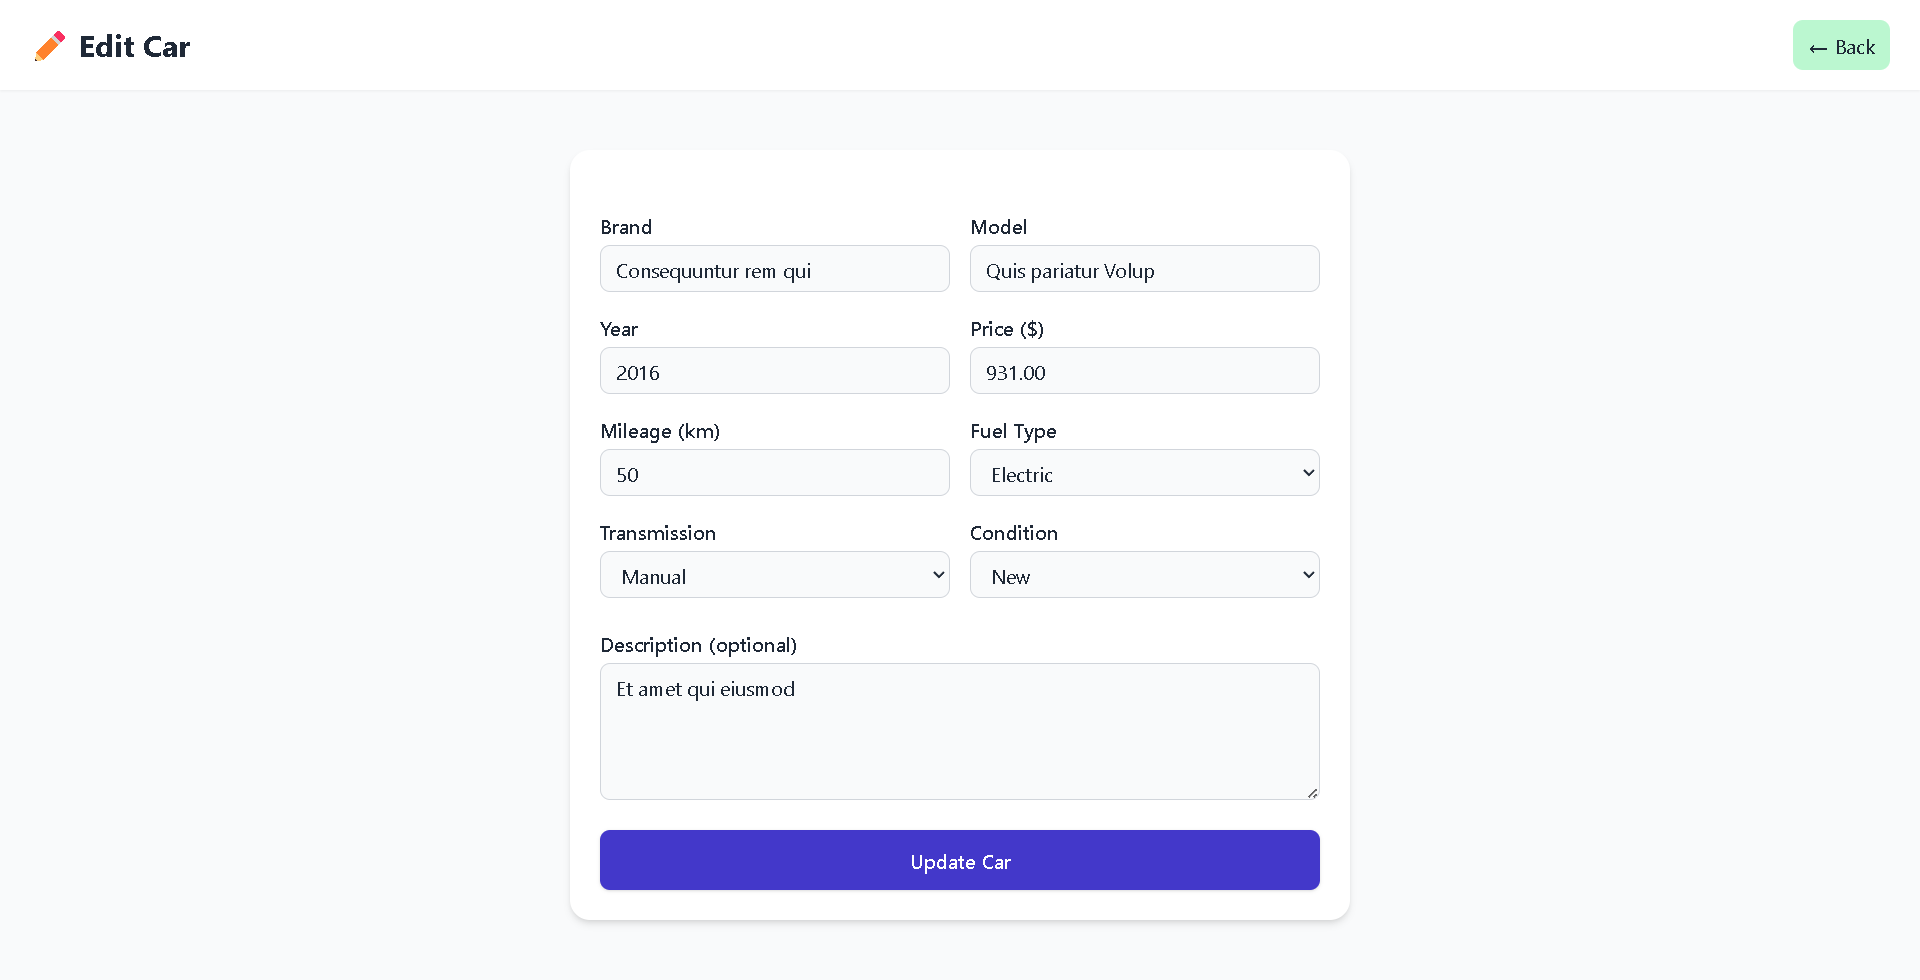 Edit Car
← Back
Brand
Model
Consequuntur rem qui
Quis pariatur Volup
Year
Price ($)
2016
931.00
Mileage (km)
Fuel Type
50
Electric
Transmission
Condition
Manual
New
Description (optional)
Et amet qui eiusmod
Update Car